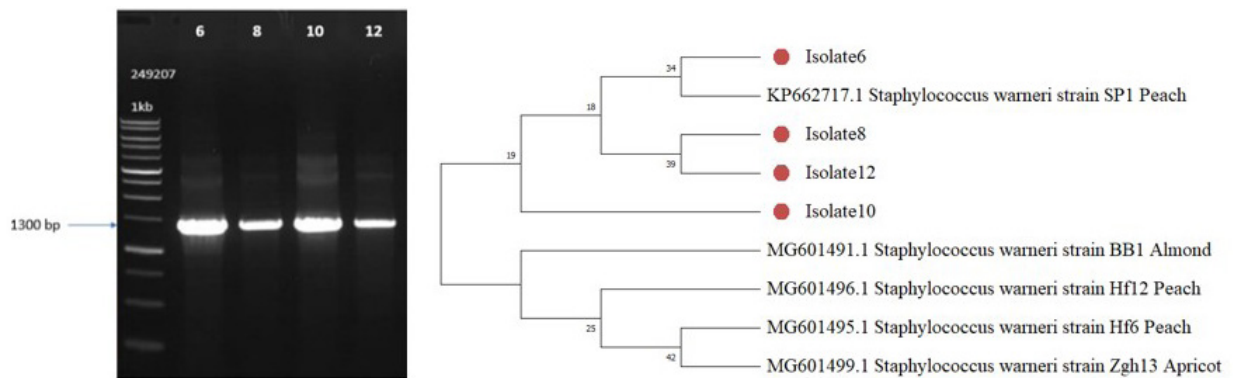 6 8 10 12
249207
1kb
1300 bp
34
Isolate6
KP662717.1 Staphylococcus warneri strain SP1 Peach
18
Isolate8
39
Isolate12
19
Isolate10
MG601491.1 Staphylococcus warneri strain BB1 Almond
MG601496.1 Staphylococcus warneri strain Hf12 Peach
25
MG601495.1 Staphylococcus warneri strain Hf6 Peach
42
MG601499.1 Staphylococcus warneri strain Zgh13 Apricot